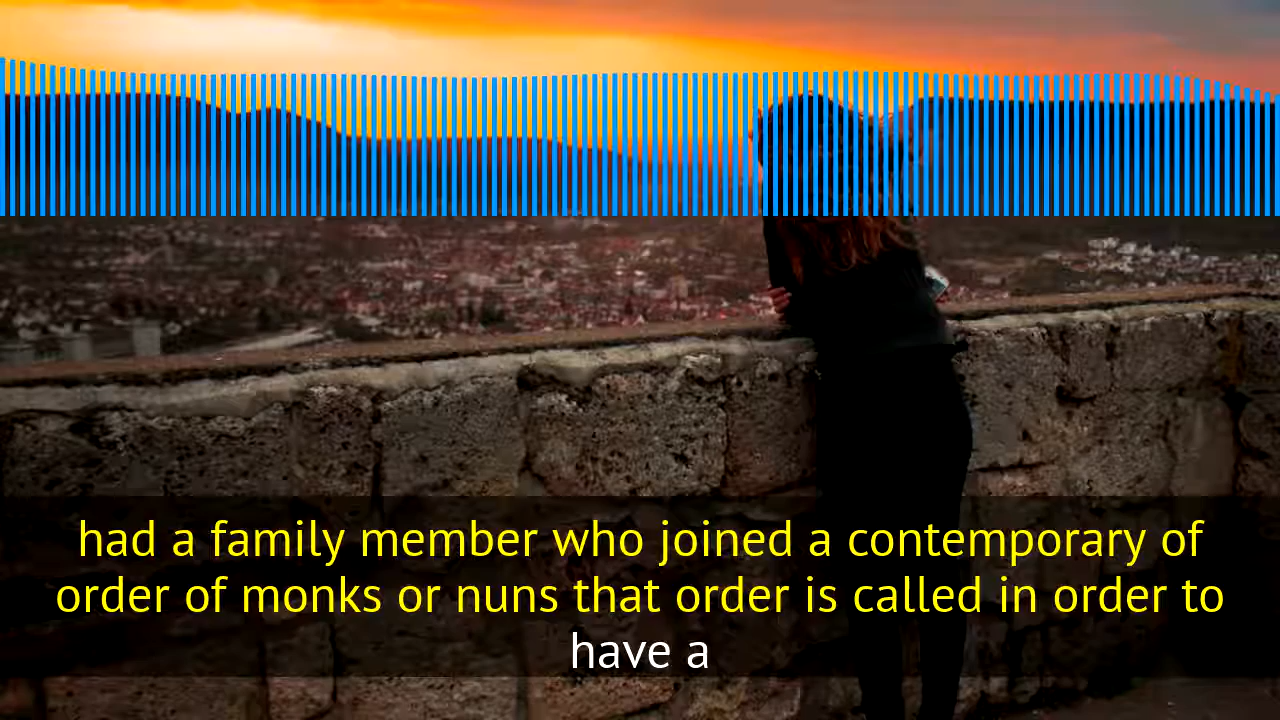 had a family member who joined a contemporary of
order of monks or nuns that order is called in order to
have a